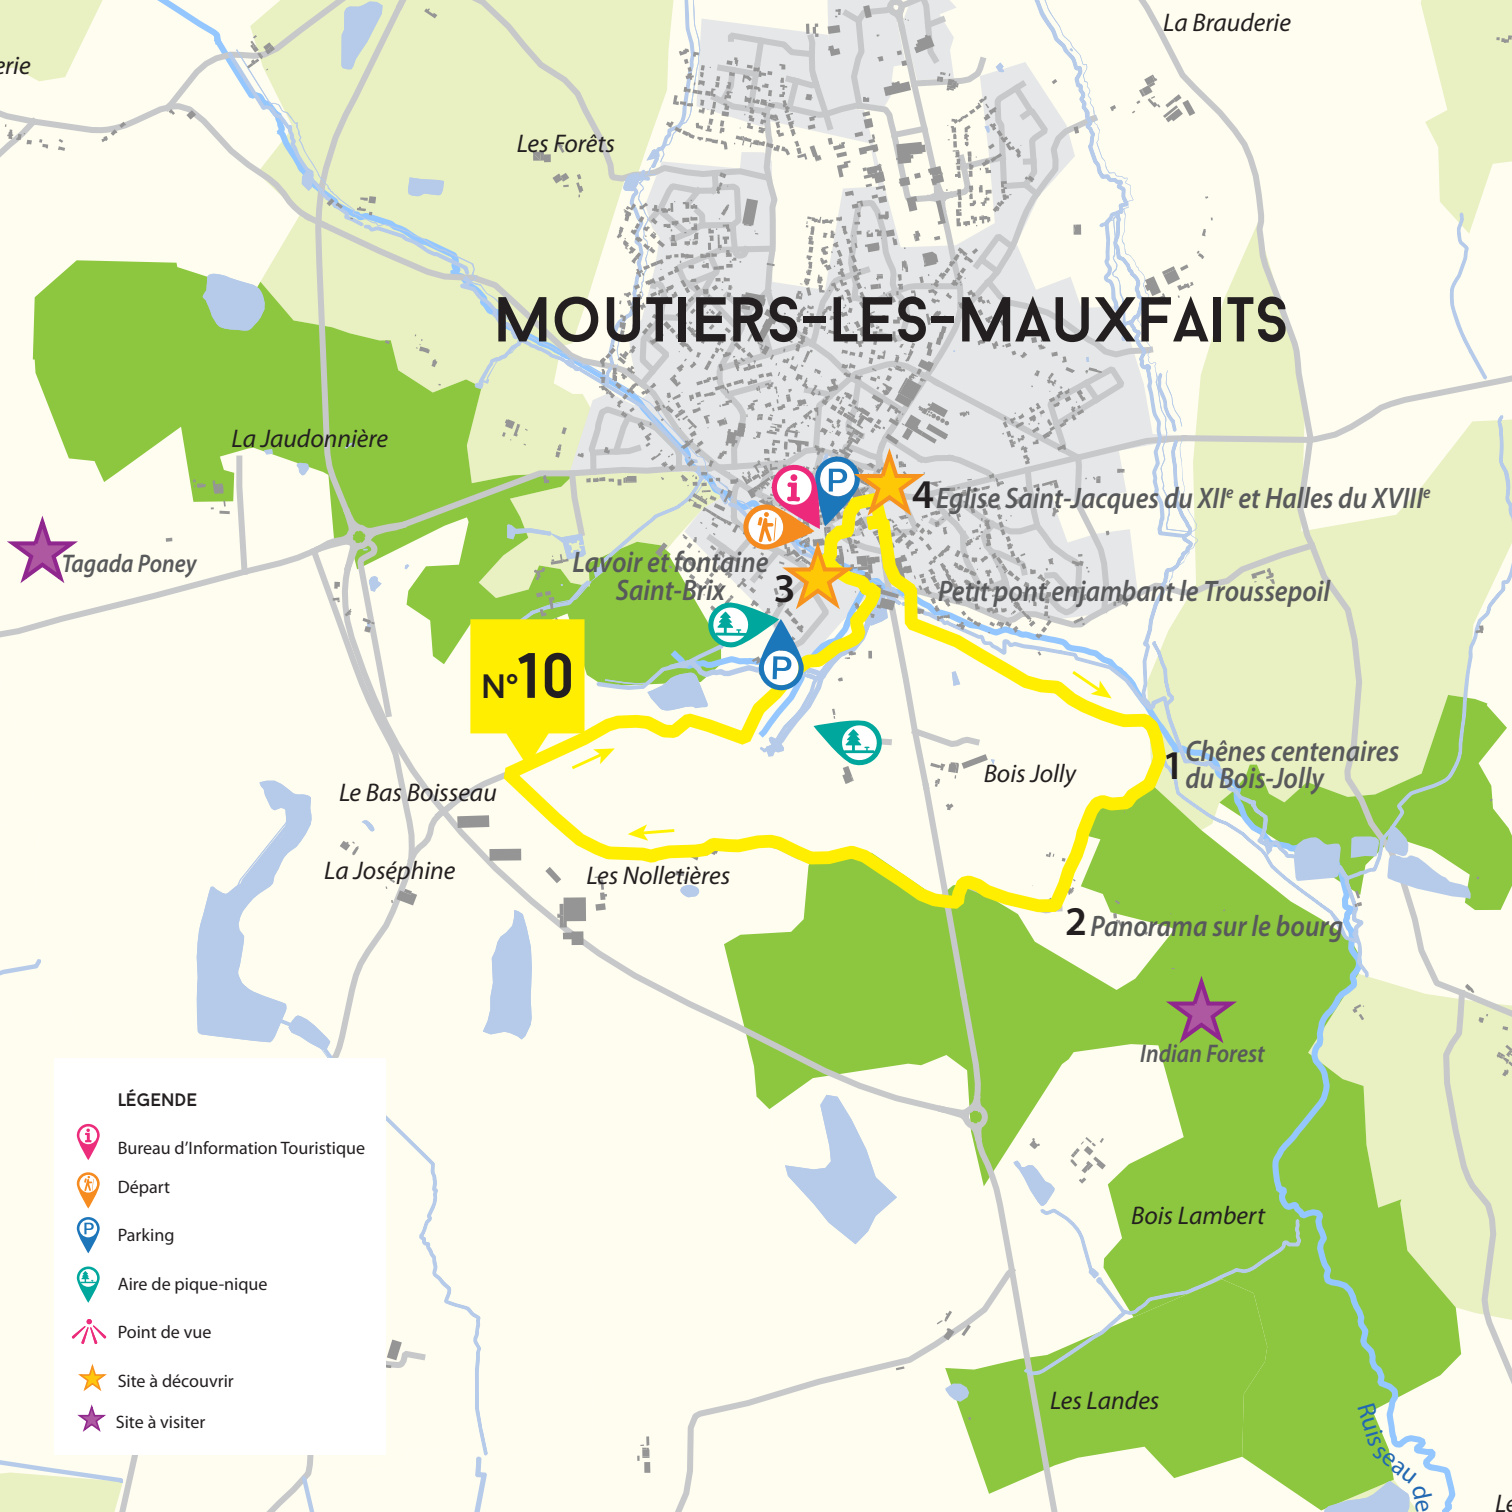 La Brauderie
erie
Les Forêts
MOUTIERS-LES-MAUXFAITS
La Jaudonnière
i
P
4 Eglise Saint-Jacques du XIIe et Halles du XVIIIe
Tagada Poney
Lavoir et fontaine
Saint-Brix
3
Petit pont enjambant le Troussepoil
P
N°10
1 Chênes centenaires
du Bois-Jolly
Bois Jolly
Le Bas Boisseau
La Joséphine
Les Nolletières
2 Panorama sur le bourg
Indian Forest
LÉGENDE
i Bureau d'Information Touristique
Départ
P Parking
Aire de pique-nique
Point de vue
Site à découvrir
Site à visiter
Bois Lambert
Les Landes
Ruisseau de
Le